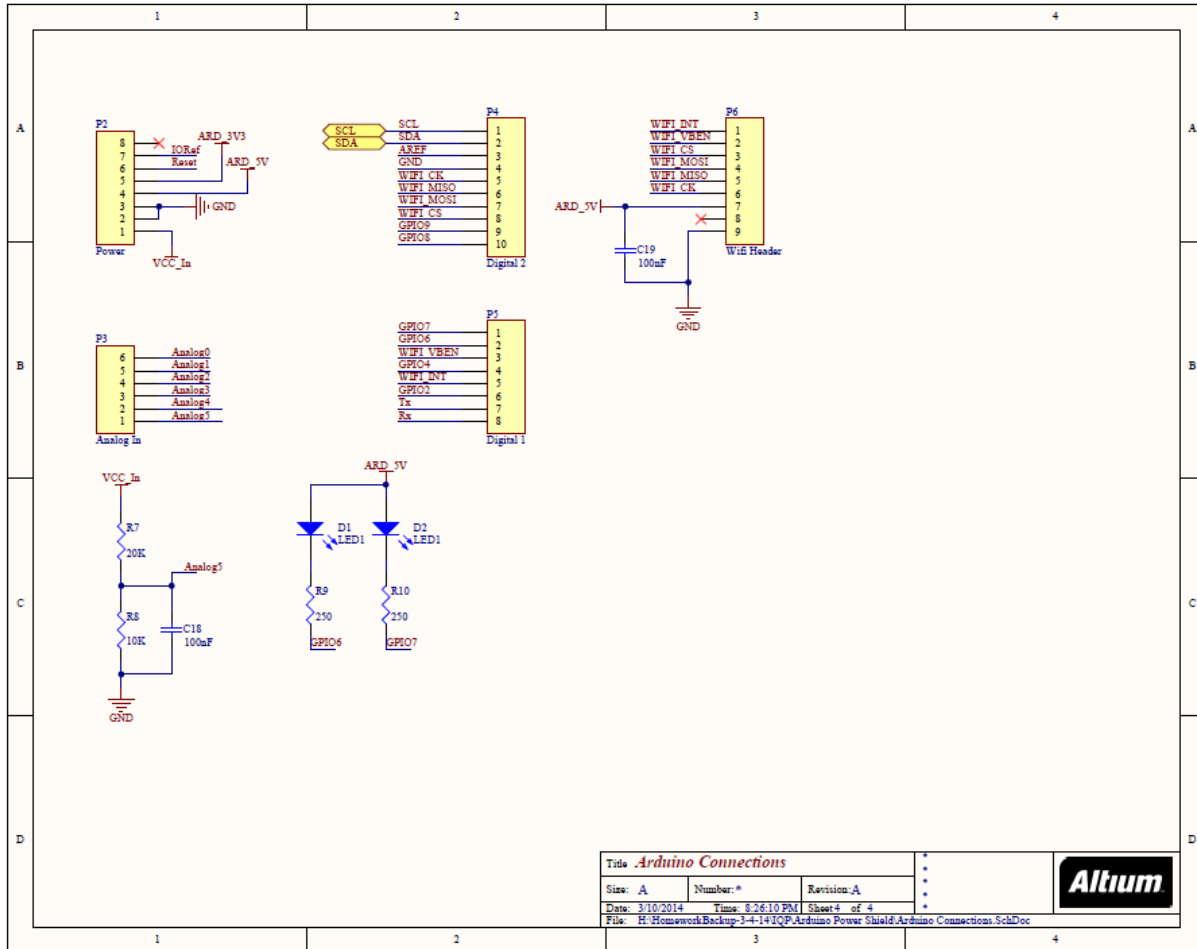 1 2 3 4
A
B
C
D
A
B
C
D
P2
8
7 IORef
6 Reset
5
4
3
2
1
Power
ARD_3V3
ARD_5V
GND
VCC_In
P3
6 Analog0
5 Analog1
4 Analog2
3 Analog3
2 Analog4
1 Analog5
Analog In
P4
SCL SCL 1
SDA SDA 2
AREF 3
GND 4
WIFI_CK 5
WIFI_MISO 6
WIFI_MOSI 7
WIFI_CS 8
GPIO9 9
GPIO8 10
Digital 2
P5
GPIO7 1
GPIO6 2
WIFI_VBEN 3
GPIO4 4
WIFI_INT 5
GPIO2 6
Tx 7
Rx 8
Digital 1
P6
WIFI_INT 1
WIFI_VBEN 2
WIFI_CS 3
WIFI_MOSI 4
WIFI_MISO 5
WIFI_CK 6
ARD_5V 7
8
9
Wifi Header
C19
100nF
GND
VCC_In
R7
20K
Analog5
R8
10K
C18
100nF
GND
ARD_5V
D1
LED1
D2
LED1
R9
250
R10
250
GPIO6
GPIO7
Title Arduino Connections
Size: A Number: * Revision: A
Date: 3/10/2014 Time: 8:26:10 PM Sheet 4 of 4
File: H:\HomeworkBackup-3-4-14\IQP\Arduino Power Shield\Arduino Connections.SchDoc
*
*
*
*
*
Altium
1 2 3 4